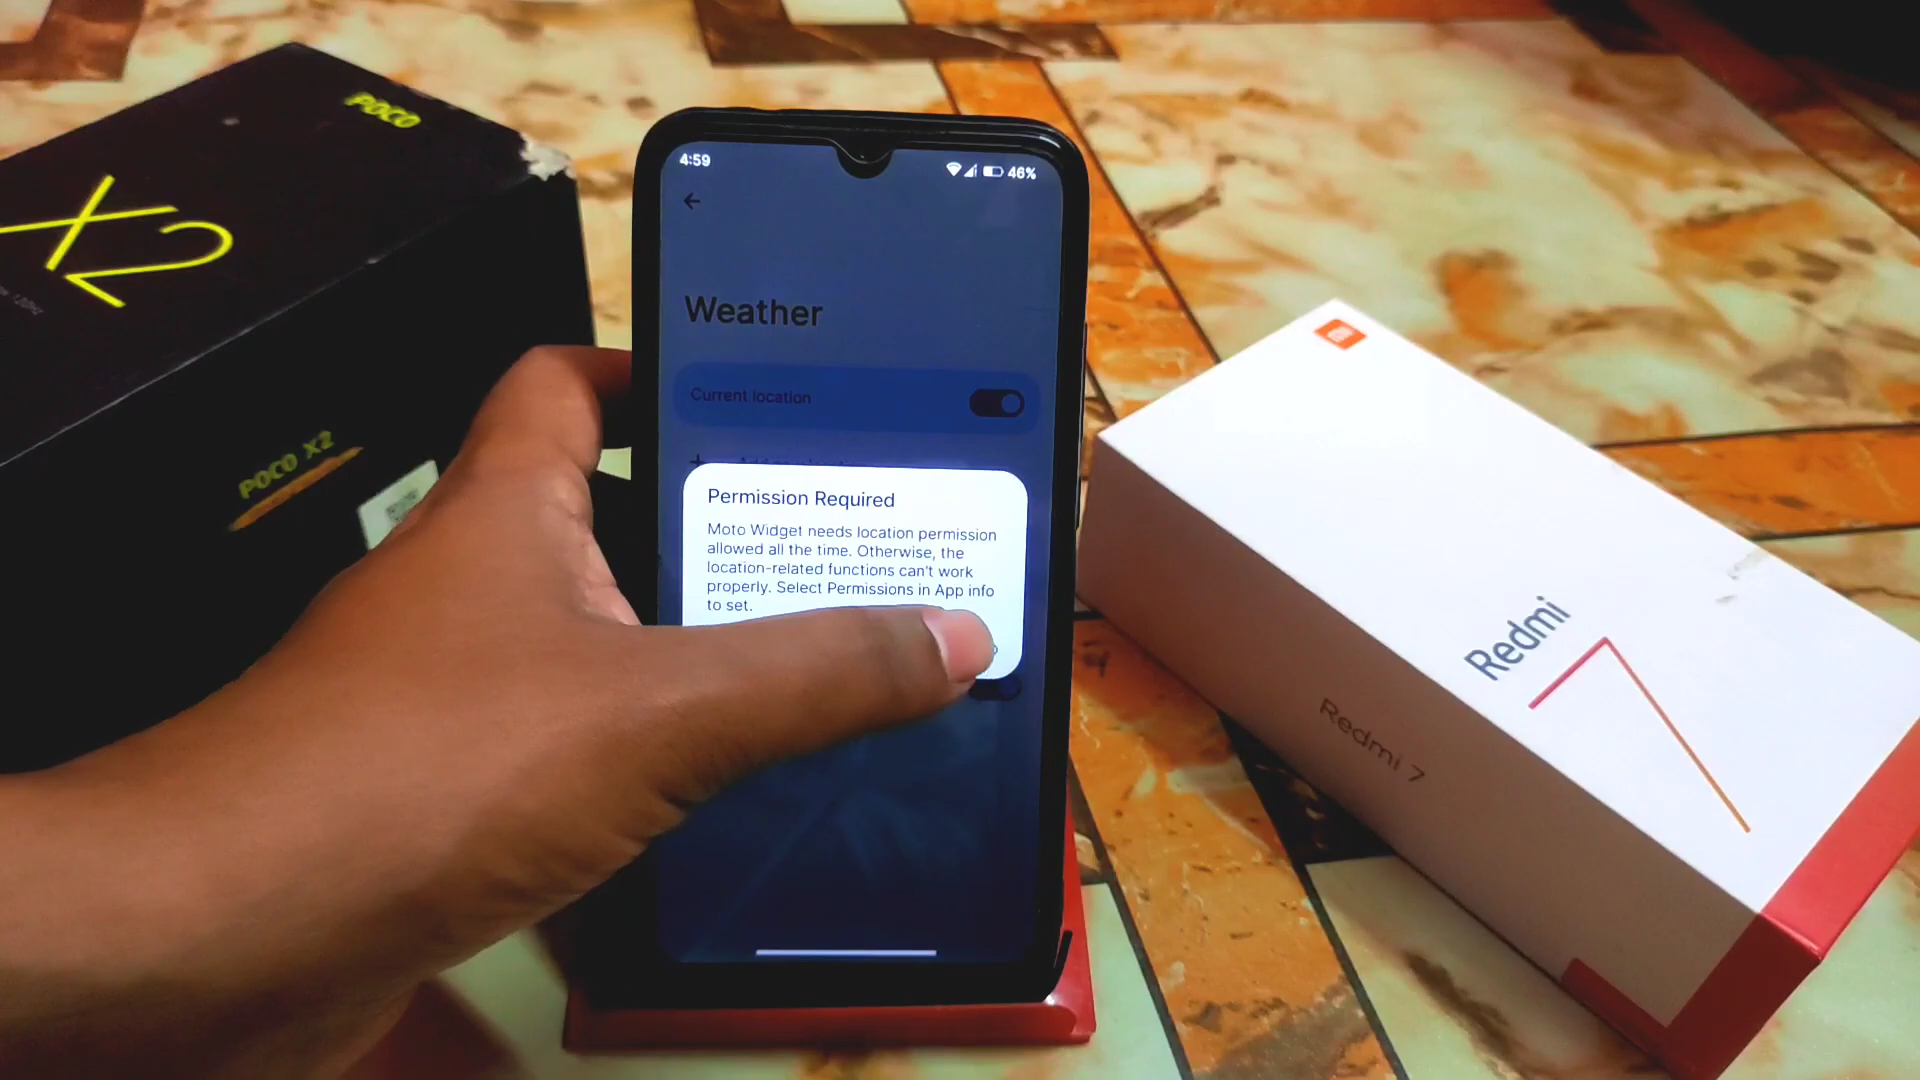 POCO
X2
POCO X2
4:59
46%
Weather
Current location
Permission Required
Moto Widget needs location permission
allowed all the time. Otherwise, the
location-related functions can't work
properly. Select Permissions in App info
to set.
Redmi
7
Redmi 7